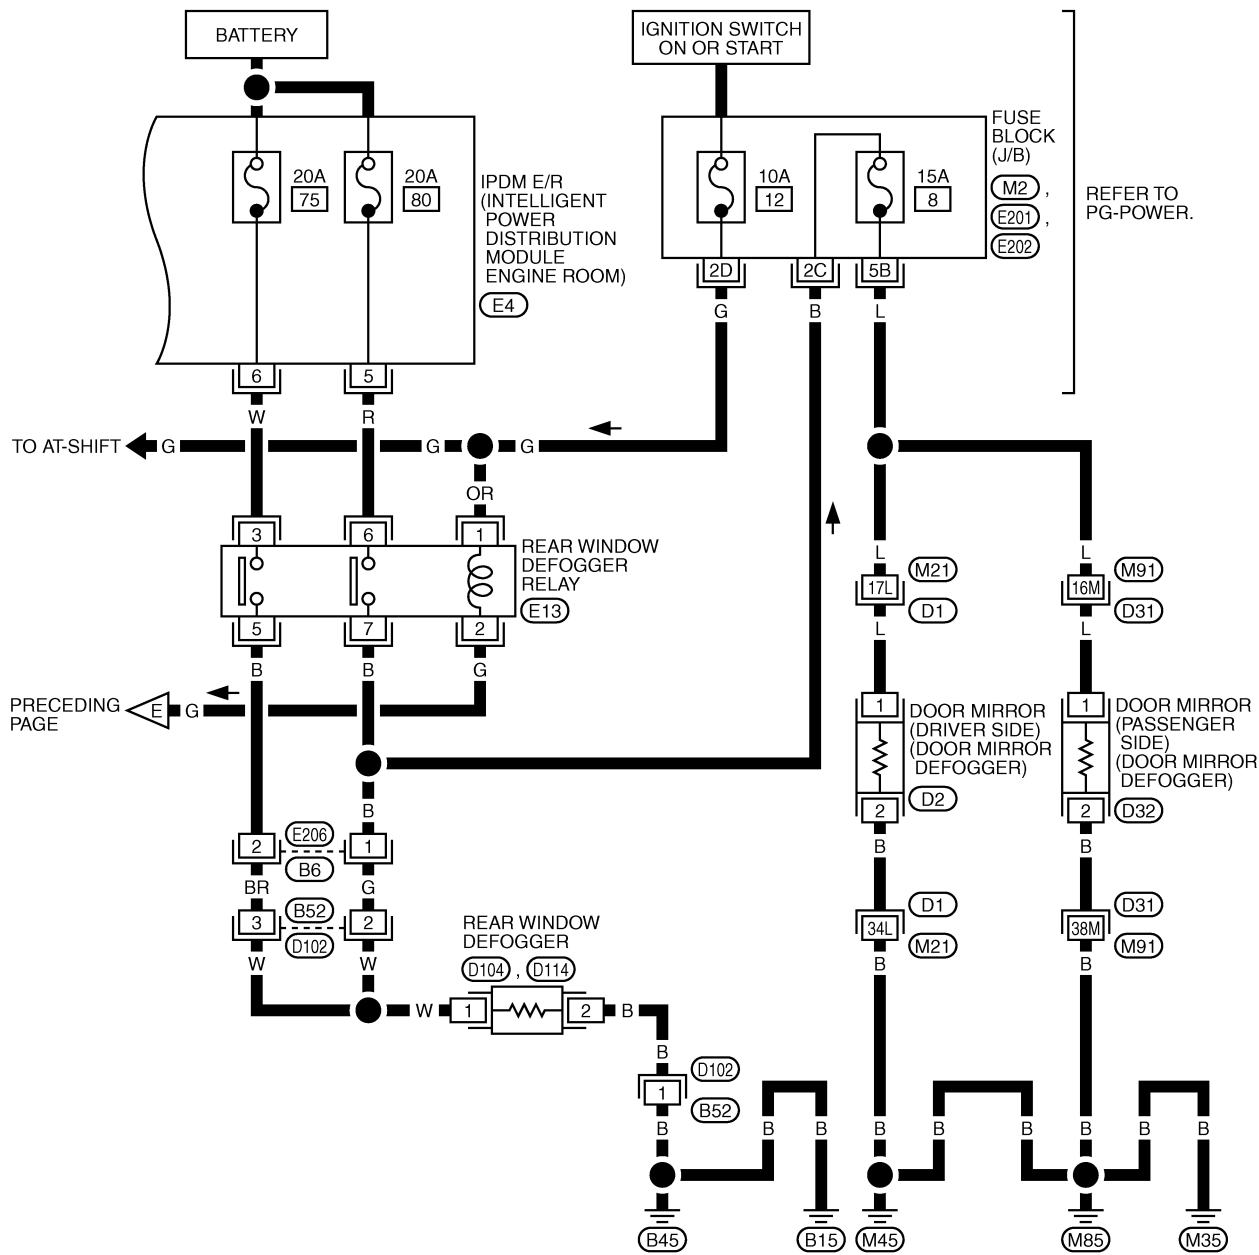 BATTERY
IGNITION SWITCH
ON OR START
20A
75
20A
80
IPDM E/R
(INTELLIGENT
POWER
DISTRIBUTION
MODULE
ENGINE ROOM)
E4
10A
12
15A
8
FUSE
BLOCK
(J/B)
M2 ,
E201 ,
E202
REFER TO
PG-POWER.
6
5
2D
2C
5B
W
R
G
B
L
TO AT-SHIFT
G
G
G
OR
3
6
1
REAR WINDOW
DEFOGGER
RELAY
E13
5
7
2
B
B
G
PRECEDING
PAGE
E
G
L
L
17L
M21
D1
16M
M91
D31
L
L
1
DOOR MIRROR
(DRIVER SIDE)
(DOOR MIRROR
DEFOGGER)
D2
2
1
DOOR MIRROR
(PASSENGER
SIDE)
(DOOR MIRROR
DEFOGGER)
D32
2
B
B
B
2
E206
B6
1
BR
G
3
B52
D102
2
W
W
34L
D1
M21
38M
D31
M91
B
B
REAR WINDOW
DEFOGGER
D104 , D114
W
1
2
B
B
1
D102
B52
B
B
B
B
B
B
B
B
B
B45
B15
M45
M85
M35